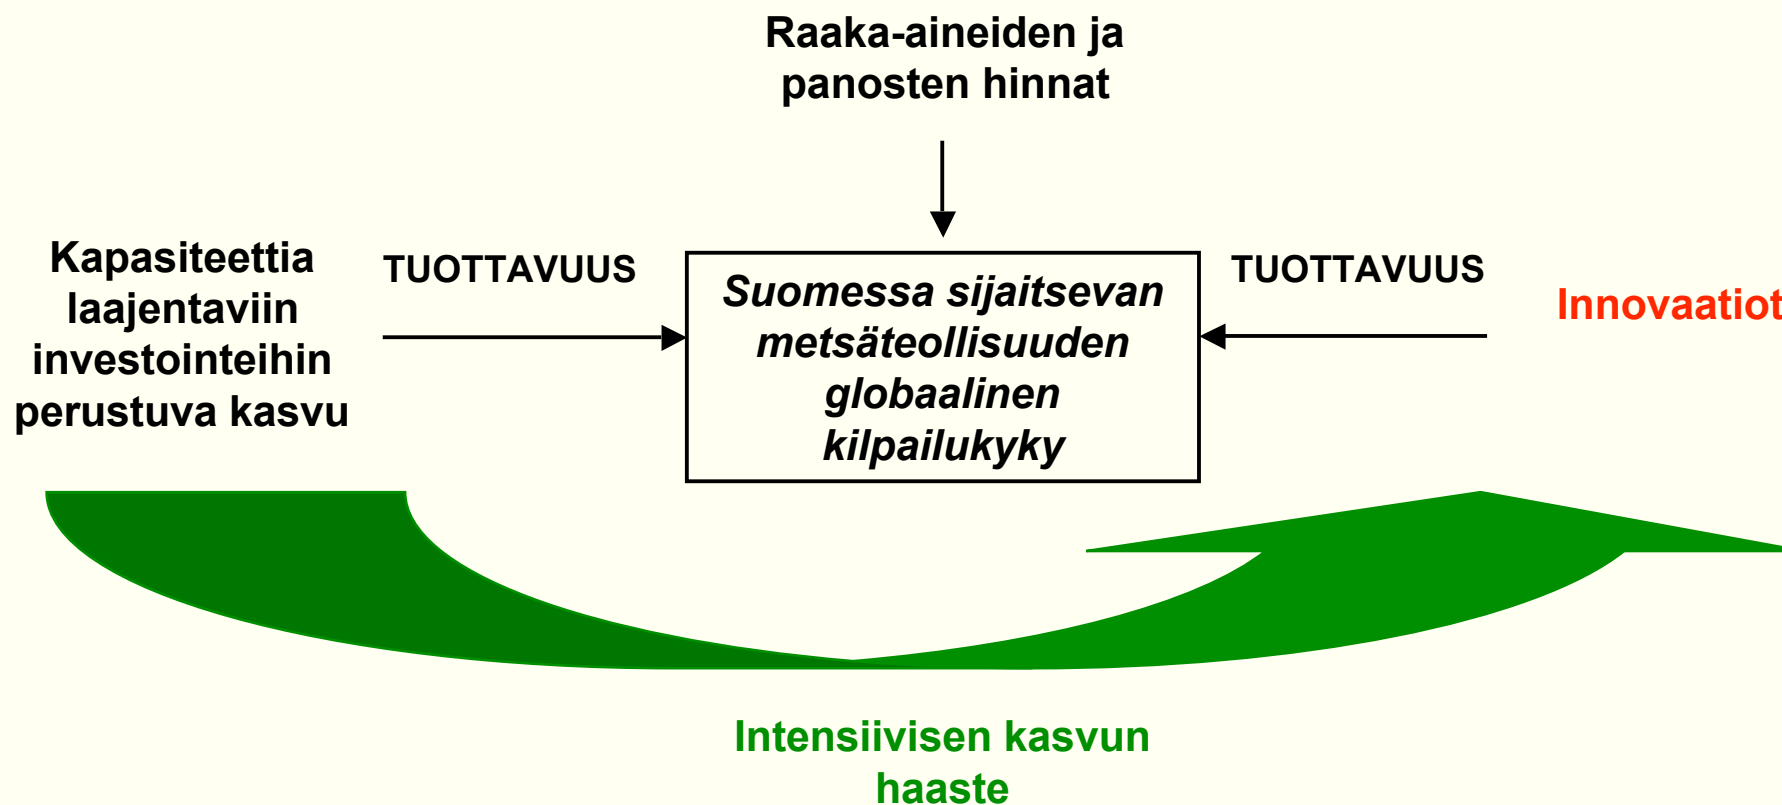 Raaka-aineiden ja
panosten hinnat
Kapasiteettia
laajentaviin
investointeihin
perustuva kasvu
TUOTTAVUUS
Suomessa sijaitsevan
metsäteollisuuden
globaalinen
kilpailukyky
TUOTTAVUUS
Innovaatiot
Intensiivisen kasvun
haaste